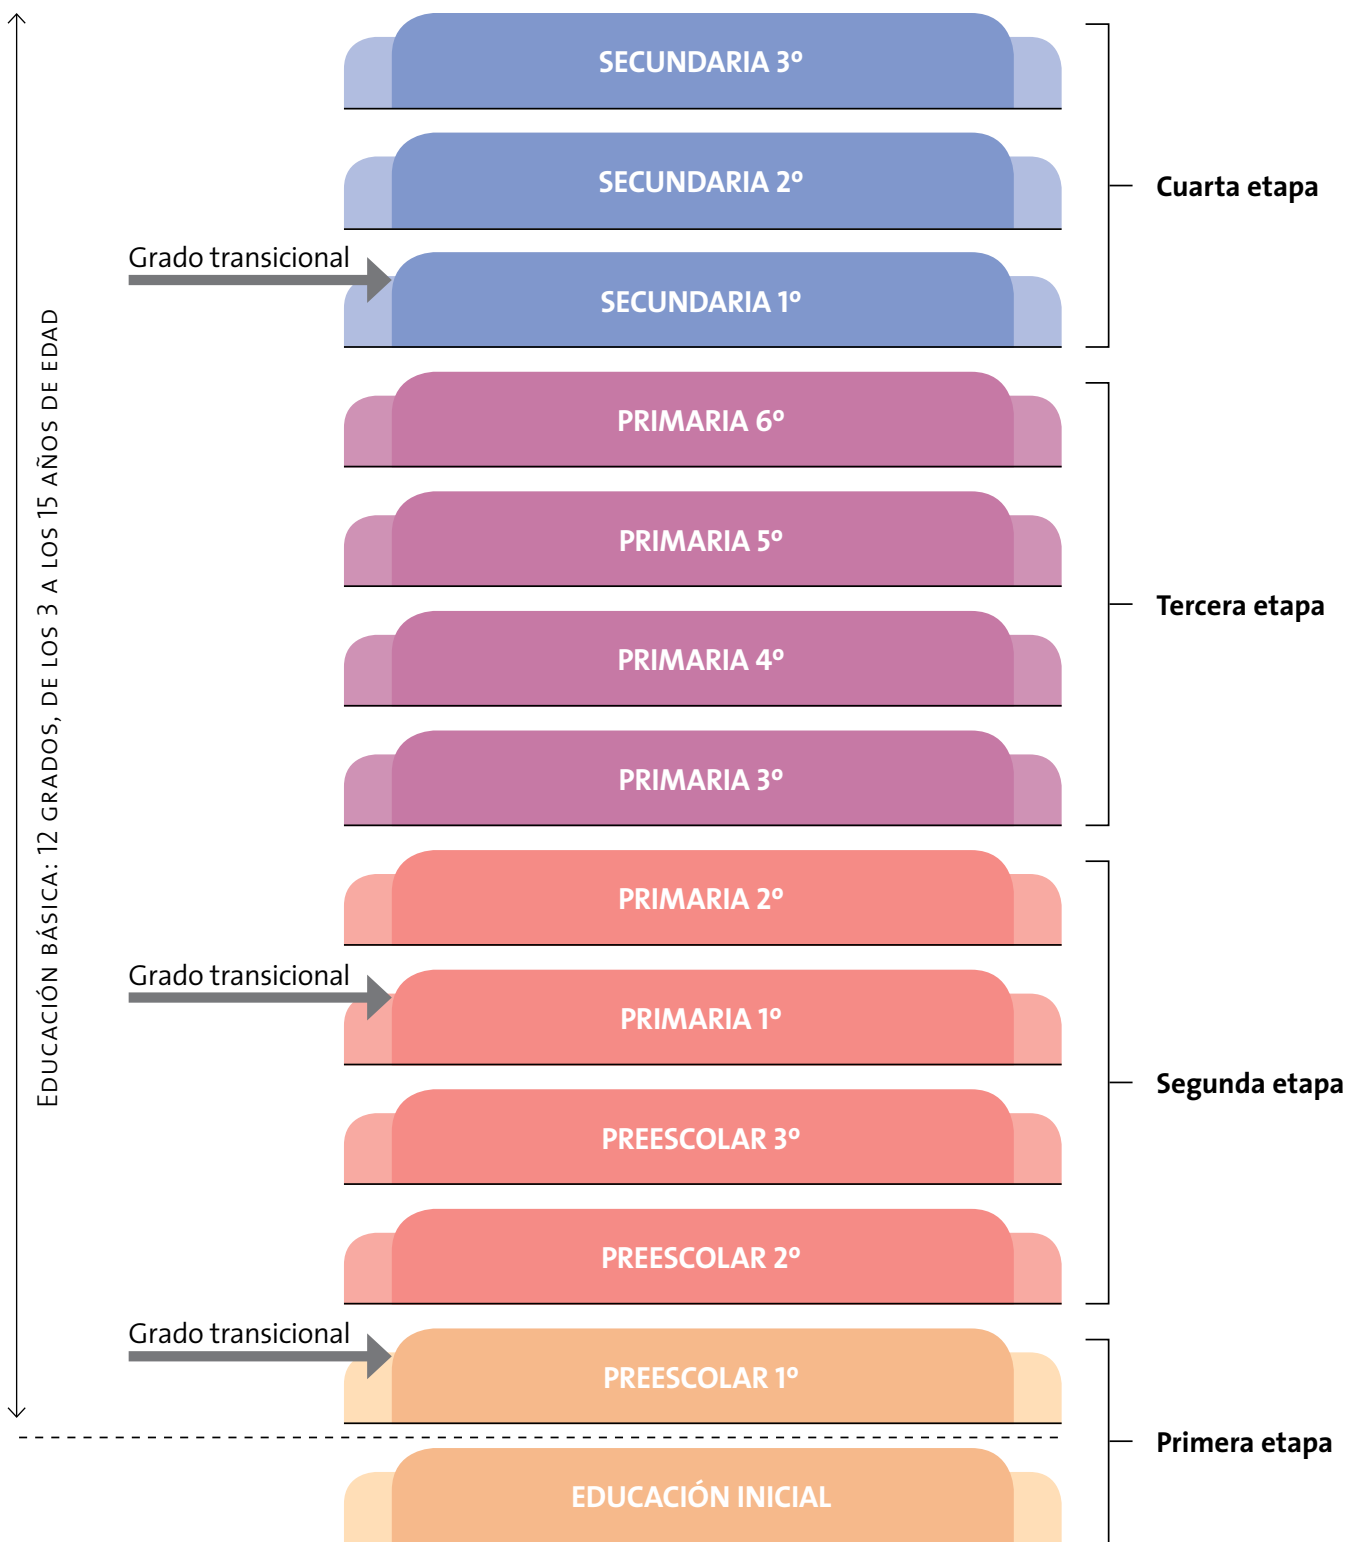 SECUNDARIA 3º
SECUNDARIA 2º
Cuarta etapa
Grado transicional
SECUNDARIA 1º
PRIMARIA 6º
PRIMARIA 5º
Tercera etapa
PRIMARIA 4º
PRIMARIA 3º
EDUCACIÓN BÁSICA: 12 GRADOS, DE LOS 3 A LOS 15 AÑOS DE EDAD
PRIMARIA 2º
Grado transicional
PRIMARIA 1º
Segunda etapa
PREESCOLAR 3º
PREESCOLAR 2º
Grado transicional
PREESCOLAR 1º
Primera etapa
EDUCACIÓN INICIAL